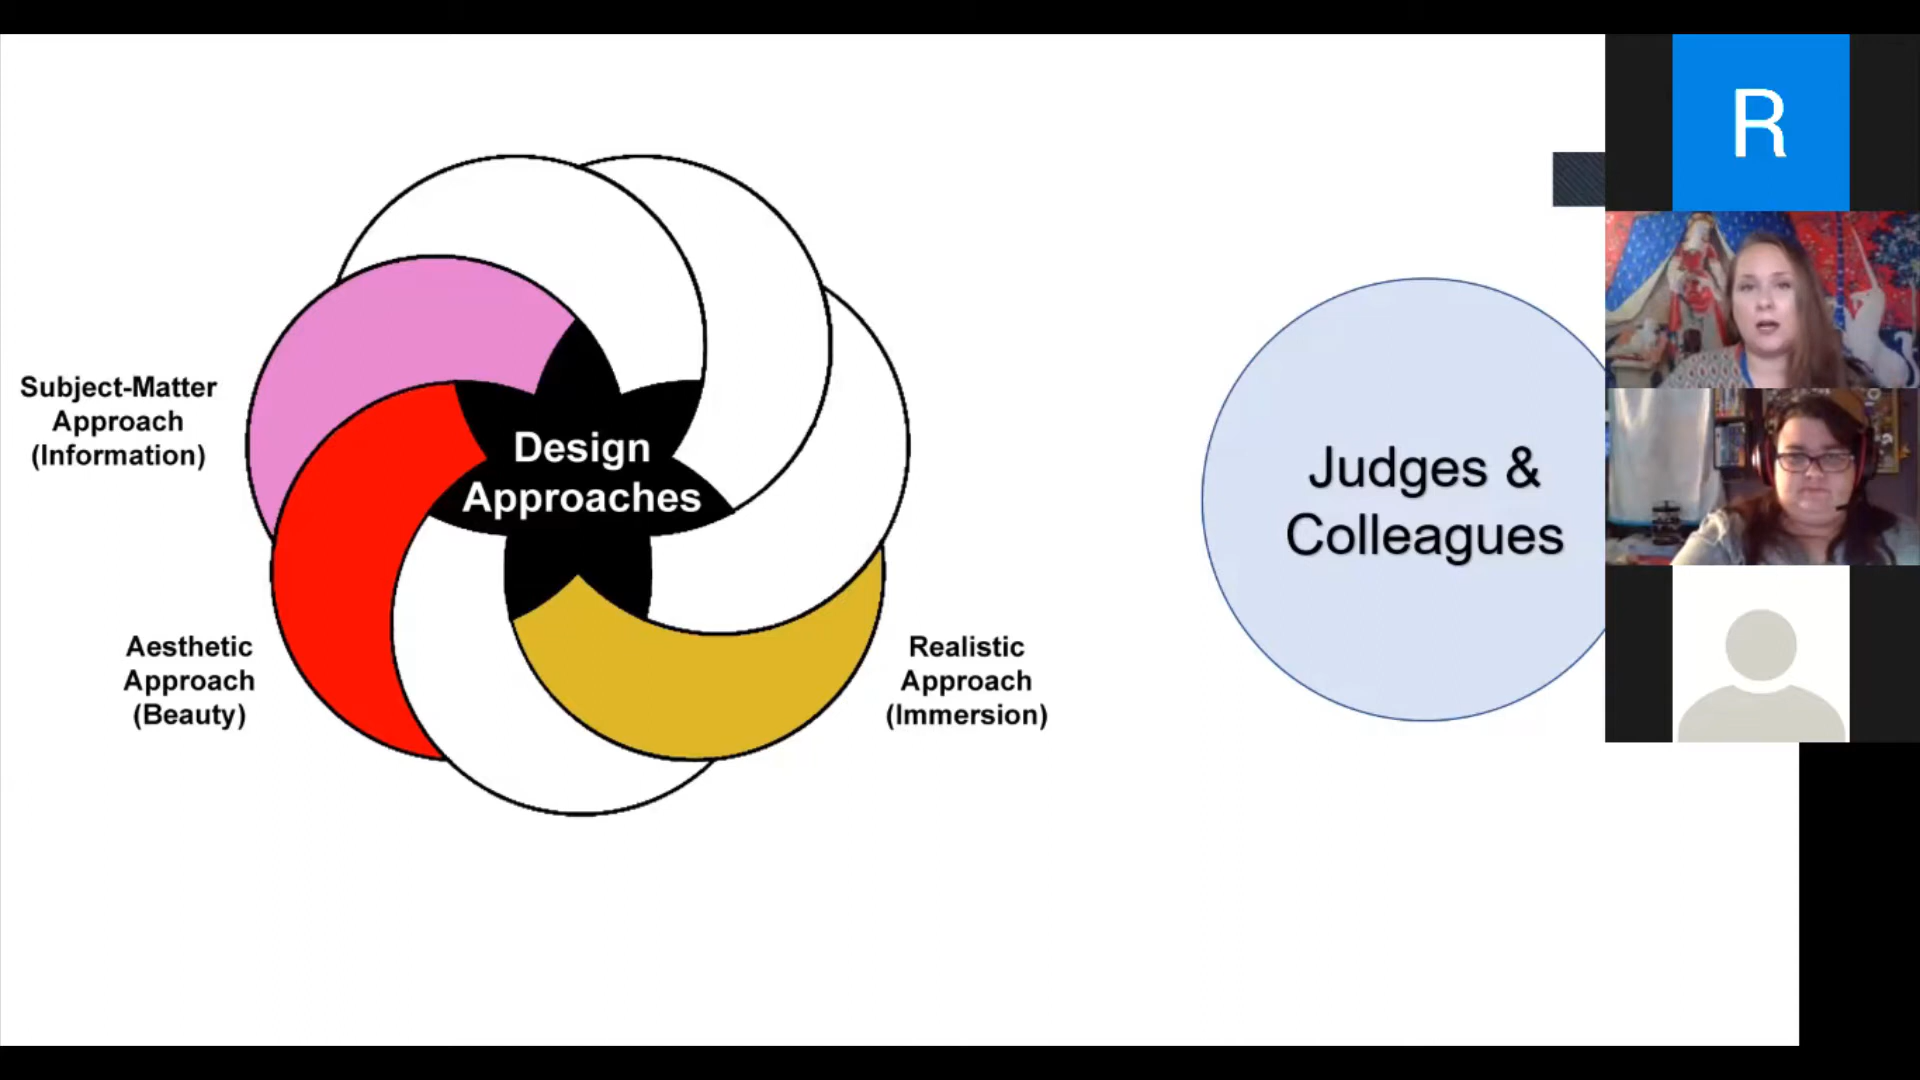 Subject-Matter
Approach
(Information)
Design
Approaches
Aesthetic
Approach
(Beauty)
Realistic
Approach
(Immersion)
Judges &
Colleagues
R